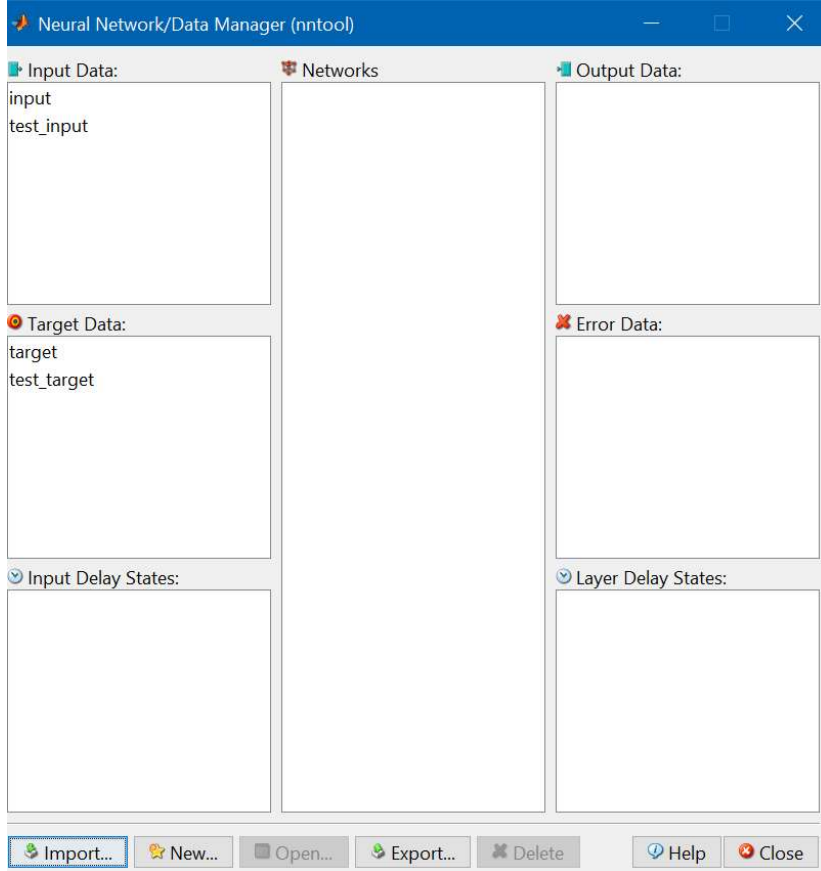 Neural Network/Data Manager (nntool)
Input Data:
input
test_input
Networks
Output Data:
Target Data:
target
test_target
Error Data:
Input Delay States:
Layer Delay States:
Import... New... Open... Export... Delete Help Close